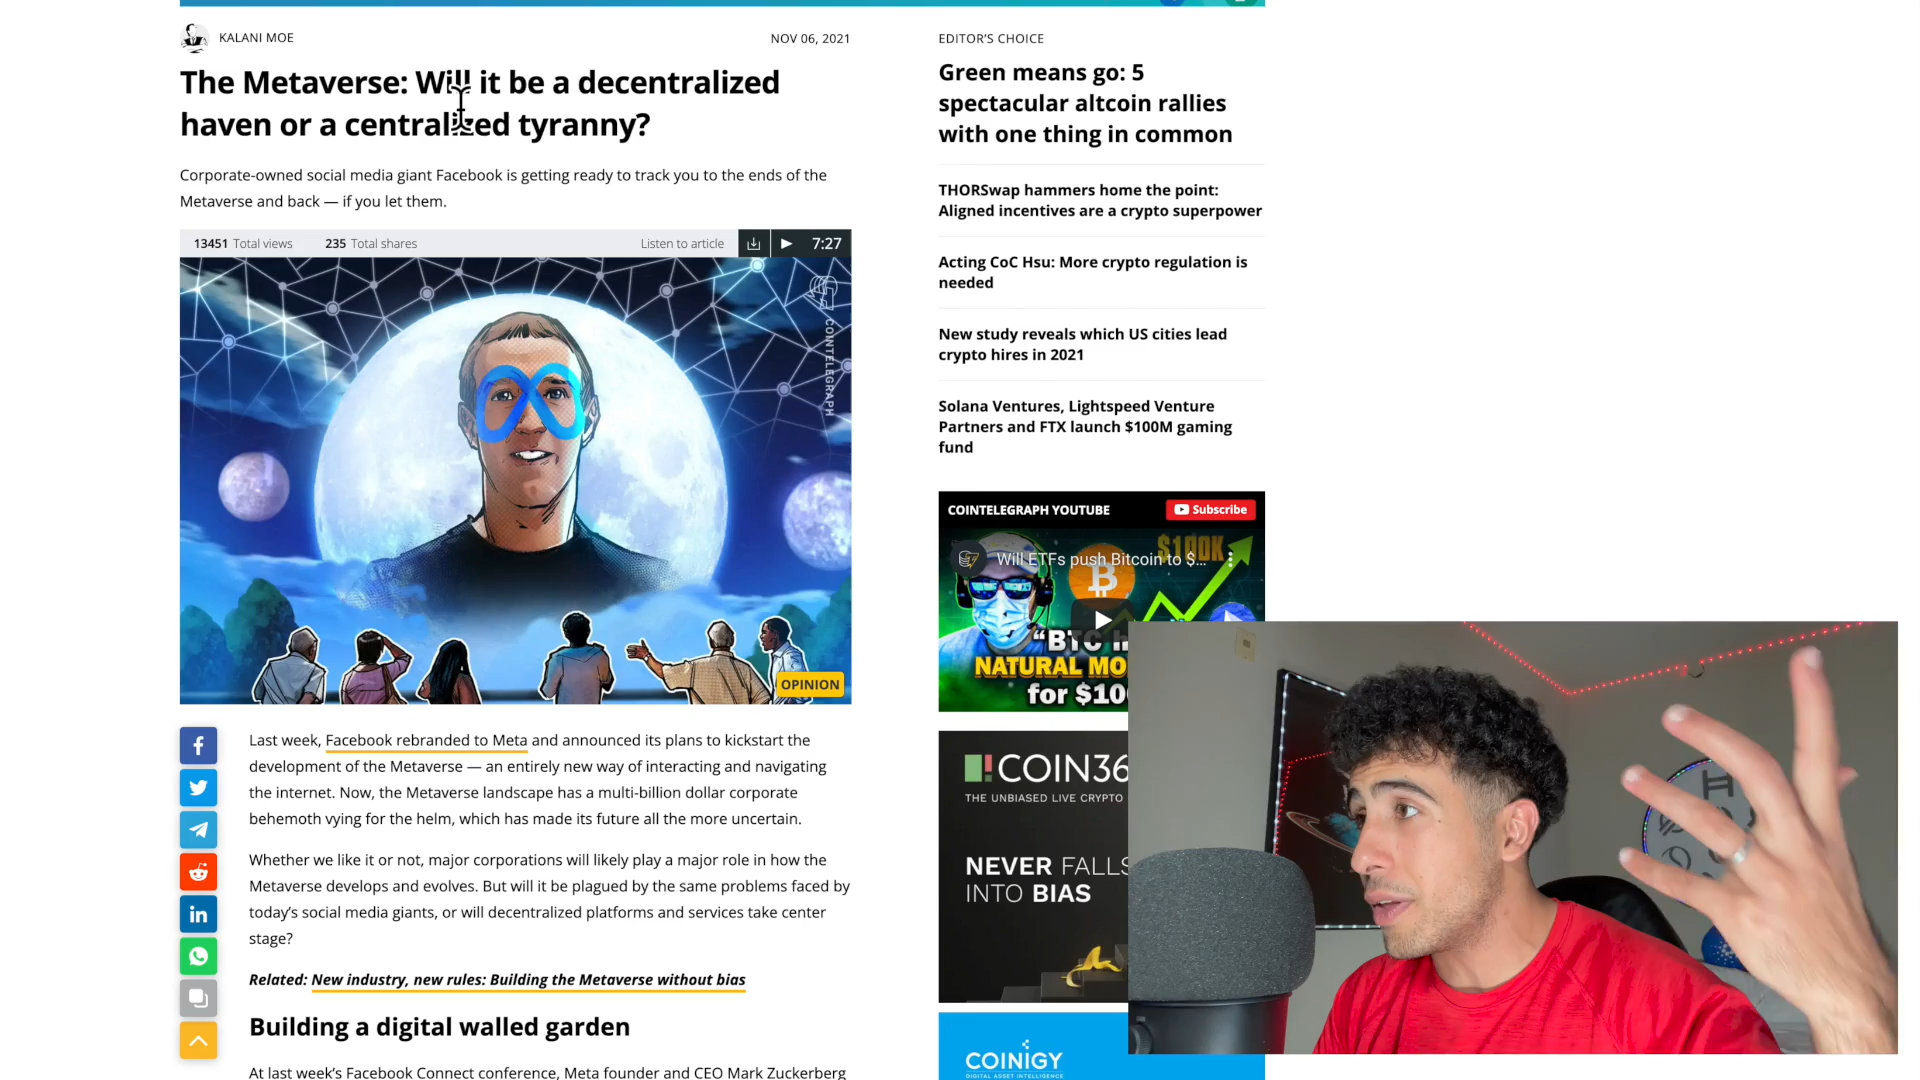 KALANI MOE
NOV 06, 2021
The Metaverse: Will it be a decentralized
haven or a centralized tyranny?
Corporate-owned social media giant Facebook is getting ready to track you to the ends of the
Metaverse and back — if you let them.
13451 Total views
235 Total shares
Listen to article
7:27
COINTELEGRAPH
OPINION
Last week, Facebook rebranded to Meta and announced its plans to kickstart the
development of the Metaverse — an entirely new way of interacting and navigating
the internet. Now, the Metaverse landscape has a multi-billion dollar corporate
behemoth vying for the helm, which has made its future all the more uncertain.
Whether we like it or not, major corporations will likely play a major role in how the
Metaverse develops and evolves. But will it be plagued by the same problems faced by
today's social media giants, or will decentralized platforms and services take center
stage?
Related: New industry, new rules: Building the Metaverse without bias
Building a digital walled garden
At last week's Facebook Connect conference, Meta founder and CEO Mark Zuckerberg
EDITOR'S CHOICE
Green means go: 5
spectacular altcoin rallies
with one thing in common
THORSwap hammers home the point:
Aligned incentives are a crypto superpower
Acting CoC Hsu: More crypto regulation is
needed
New study reveals which US cities lead
crypto hires in 2021
Solana Ventures, Lightspeed Venture
Partners and FTX launch $100M gaming
fund
COINTELEGRAPH YOUTUBE
Subscribe
$100K
Will ETFs push Bitcoin to $...
"BTC h
NATURAL MO
for $10
COIN36
THE UNBIASED LIVE CRYPTO
NEVER FALLS
INTO BIAS
COINIGY
DIGITAL ASSET INTELLIGENCE